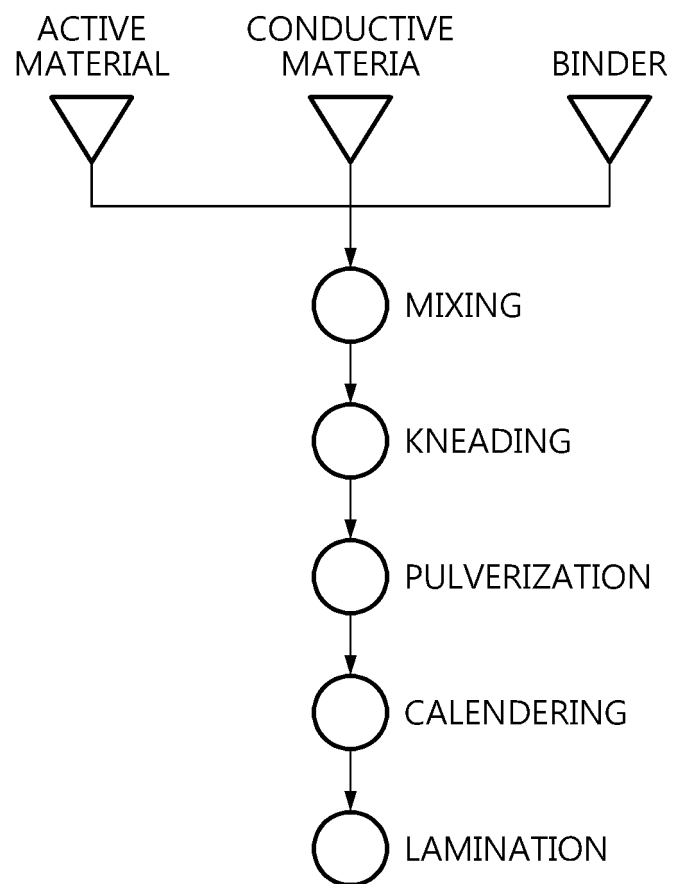 ACTIVE
MATERIAL
CONDUCTIVE
MATERIA
BINDER
MIXING
KNEADING
PULVERIZATION
CALENDERING
LAMINATION